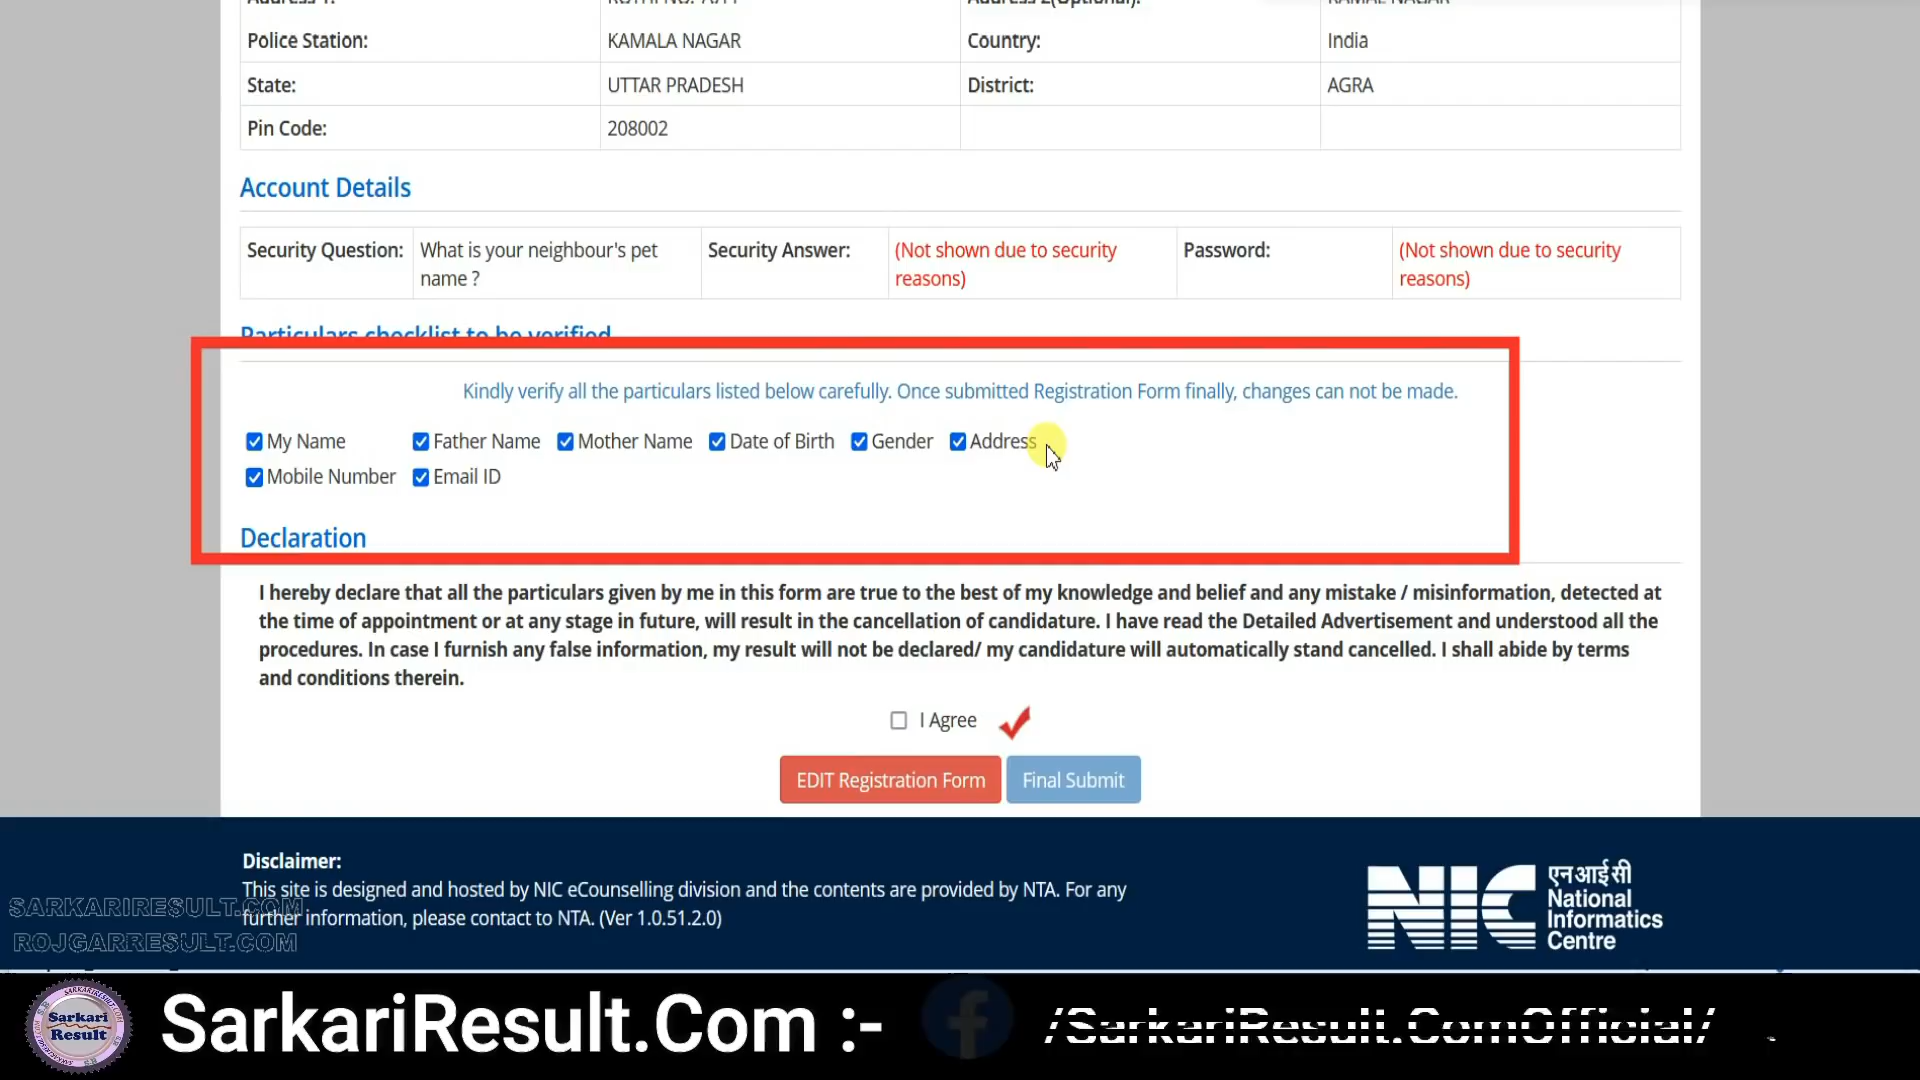 Police Station: KAMALA NAGAR Country: India
State: UTTAR PRADESH District: AGRA
Pin Code: 208002
Account Details
Security Question: What is your neighbour's pet name ? Security Answer: (Not shown due to security reasons) Password: (Not shown due to security reasons)
Particulars checklist to be verified
Kindly verify all the particulars listed below carefully. Once submitted Registration Form finally, changes can not be made.
My Name Father Name Mother Name Date of Birth Gender Address
Mobile Number Email ID
Declaration
I hereby declare that all the particulars given by me in this form are true to the best of my knowledge and belief and any mistake / misinformation, detected at
the time of appointment or at any stage in future, will result in the cancellation of candidature. I have read the Detailed Advertisement and understood all the
procedures. In case I furnish any false information, my result will not be declared/ my candidature will automatically stand cancelled. I shall abide by terms
and conditions therein.
I Agree
EDIT Registration Form Final Submit
Disclaimer:
This site is designed and hosted by NIC eCounselling division and the contents are provided by NTA. For any
further information, please contact to NTA. (Ver 1.0.51.2.0)
SARKARIRESULT.COM
ROJGARRESULT.COM
NIC
एन आई सी
National
Informatics
Centre
Sarkari
Result
SarkariResult.Com :- /SarkariResult.ComOfficial/